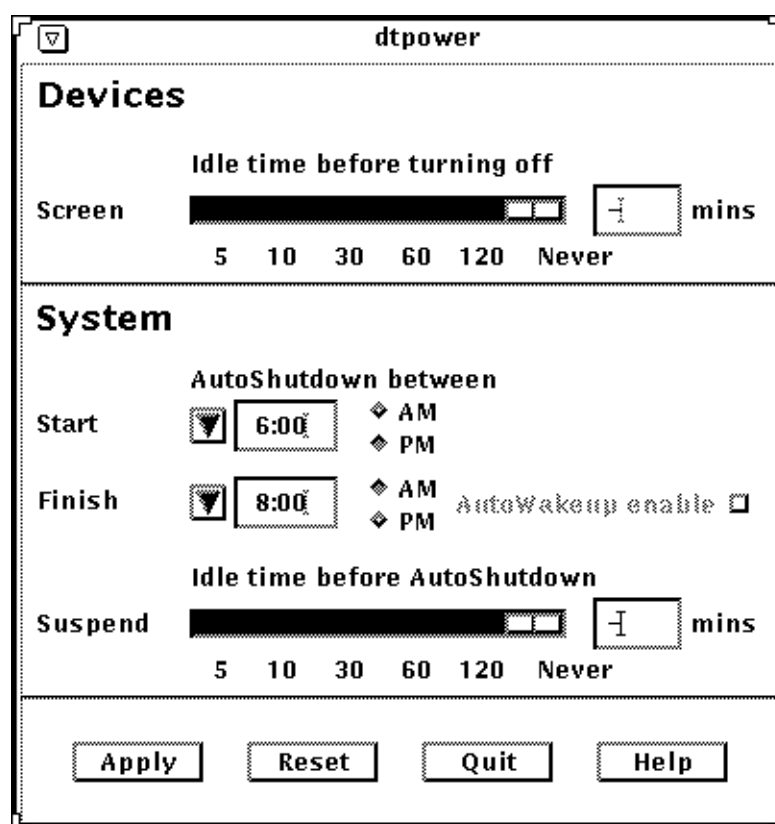 dtpower
Devices
Idle time before turning off
Screen - mins
5 10 30 60 120 Never
System
AutoShutdown between
Start 6:00 AM
PM
Finish 8:00 AM
PM AutoWakeup enable
Idle time before AutoShutdown
Suspend - mins
5 10 30 60 120 Never
Apply Reset Quit Help